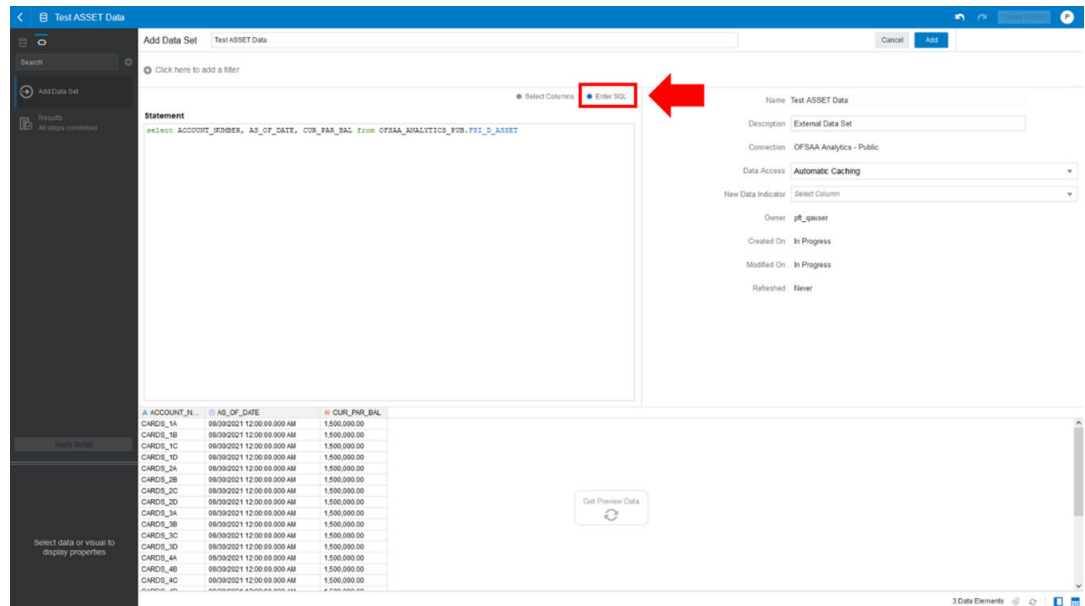 Test ASSET Data
Create Project
P
Search
Add Data Set
Results
All steps combined
Apply Script
Select data or visual to
display properties
Add Data Set Test ASSET Data Cancel Add
Click here to add a filter
Select Columns Enter SQL
Statement
select ACCOUNT_NUMBER, AS_OF_DATE, CUR_PAR_BAL from OFSAA_ANALYTICS_PUB.FSI_D_ASSET
Name Test ASSET Data
Description External Data Set
Connection OFSAA Analytics - Public
Data Access Automatic Caching
New Data Indicator Select Column
Owner pft_qauser
Created On In Progress
Modified On In Progress
Refreshed Never
A ACCOUNT_N... AS_OF_DATE # CUR_PAR_BAL
CARDS_1A 09/30/2021 12:00:00.000 AM 1,500,000.00
CARDS_1B 09/30/2021 12:00:00.000 AM 1,500,000.00
CARDS_1C 09/30/2021 12:00:00.000 AM 1,500,000.00
CARDS_1D 09/30/2021 12:00:00.000 AM 1,500,000.00
CARDS_2A 09/30/2021 12:00:00.000 AM 1,500,000.00
CARDS_2B 09/30/2021 12:00:00.000 AM 1,500,000.00
CARDS_2C 09/30/2021 12:00:00.000 AM 1,500,000.00
CARDS_2D 09/30/2021 12:00:00.000 AM 1,500,000.00
CARDS_3A 09/30/2021 12:00:00.000 AM 1,500,000.00
CARDS_3B 09/30/2021 12:00:00.000 AM 1,500,000.00
CARDS_3C 09/30/2021 12:00:00.000 AM 1,500,000.00
CARDS_3D 09/30/2021 12:00:00.000 AM 1,500,000.00
CARDS_4A 09/30/2021 12:00:00.000 AM 1,500,000.00
CARDS_4B 09/30/2021 12:00:00.000 AM 1,500,000.00
CARDS_4C 09/30/2021 12:00:00.000 AM 1,500,000.00
Get Preview Data
3 Data Elements